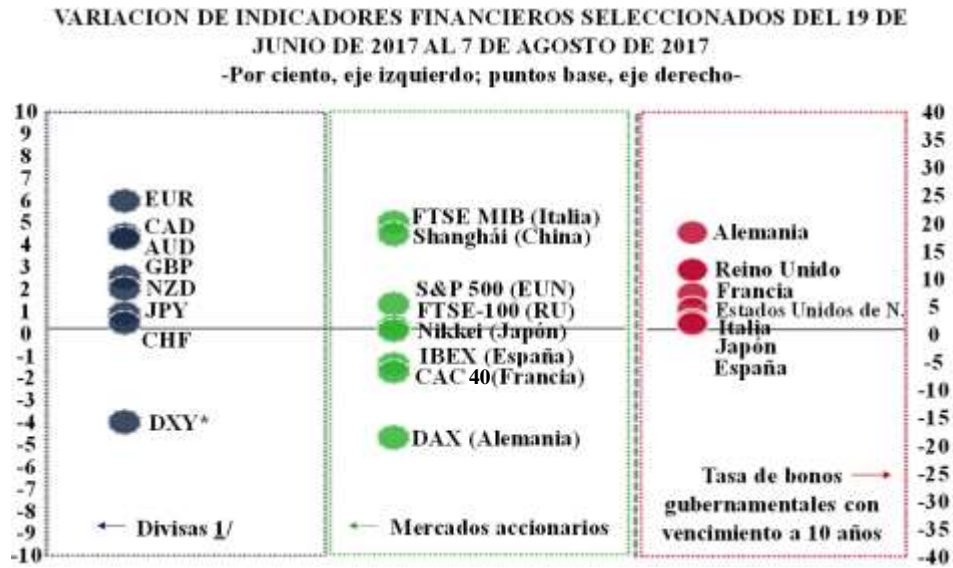 VARIACION DE INDICADORES FINANCIEROS SELECCIONADOS DEL 19 DE
JUNIO DE 2017 AL 7 DE AGOSTO DE 2017
-Por ciento, eje izquierdo; puntos base, eje derecho-
10
9
8
7
6
5
4
3
2
1
0
-1
-2
-3
-4
-5
-6
-7
-8
-9
-10
EUR
CAD
AUD
GBP
NZD
JPY
CHF
DXY*
Divisas 1/
FTSE MIB (Italia)
Shanghái (China)
S&P 500 (EUN)
FTSE-100 (RU)
Nikkei (Japón)
IBEX (España)
CAC 40(Francia)
DAX (Alemania)
Mercados accionarios
Alemania
Reino Unido
Francia
Estados Unidos de N.
Italia
Japón
España
Tasa de bonos
gubernamentales con
vencimiento a 10 años
40
35
30
25
20
15
10
5
0
-5
-10
-15
-20
-25
-30
-35
-40